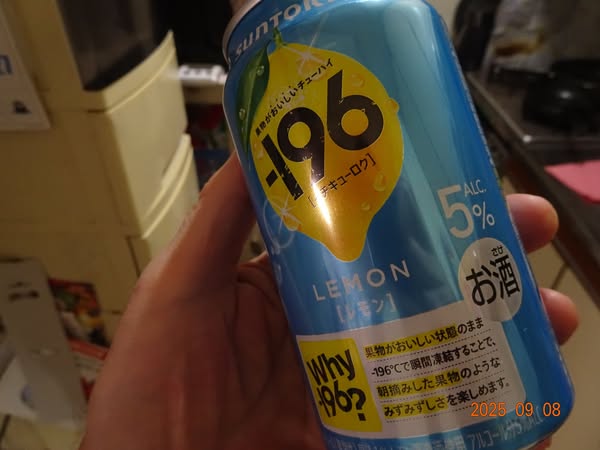 SUNTORY
果物がおいしいチューハイ
-196
[イチキューロク]
ALC.
5%
LEMON
[レモン]
さけ
お酒
Why
-196?
果物がおいしい状態のまま
-196℃で瞬間凍結することで、
朝摘みした果物のような
みずみずしさを楽しめます。
2025 09 08